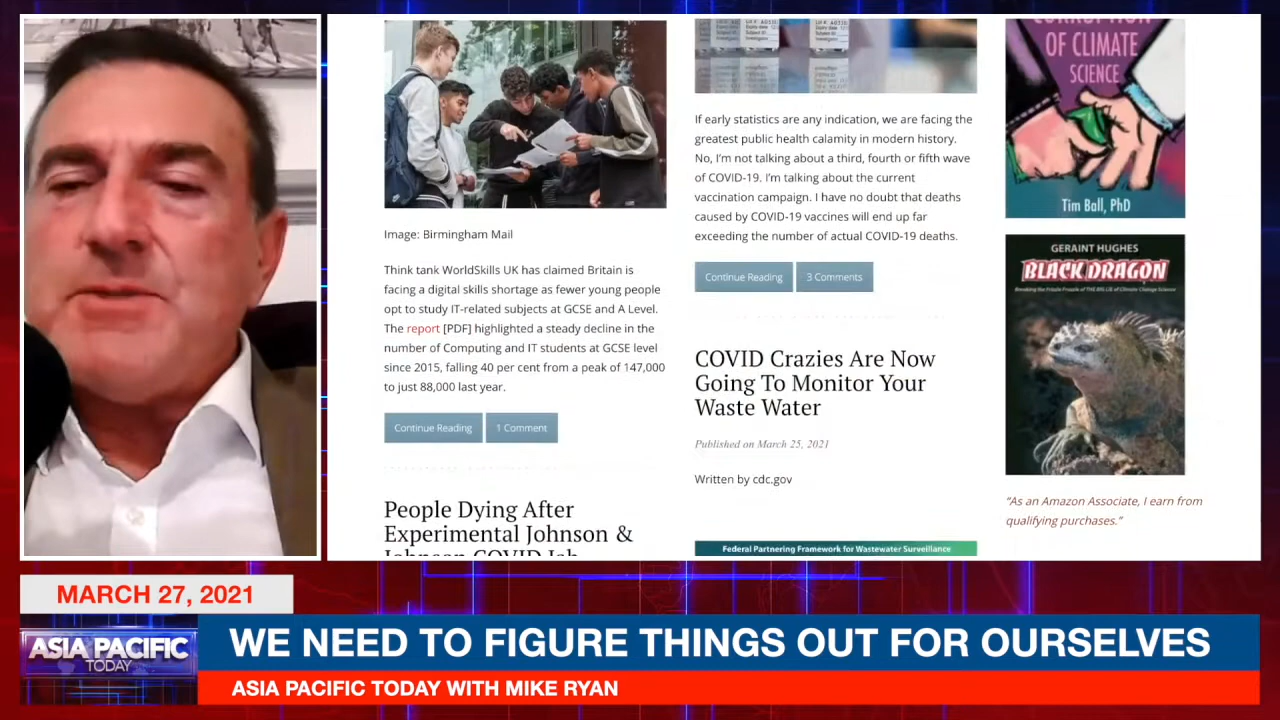 Image: Birmingham Mail
Think tank WorldSkills UK has claimed Britain is
facing a digital skills shortage as fewer young people
opt to study IT-related subjects at GCSE and A Level.
The report [PDF] highlighted a steady decline in the
number of Computing and IT students at GCSE level
since 2015, falling 40 per cent from a peak of 147,000
to just 88,000 last year.
Continue Reading
1 Comment
People Dying After
Experimental Johnson &
Johnson COVID Jab
If early statistics are any indication, we are facing the
greatest public health calamity in modern history.
No, I'm not talking about a third, fourth or fifth wave
of COVID-19. I'm talking about the current
vaccination campaign. I have no doubt that deaths
caused by COVID-19 vaccines will end up far
exceeding the number of actual COVID-19 deaths.
Continue Reading
3 Comments
COVID Crazies Are Now
Going To Monitor Your
Waste Water
Published on March 25, 2021
Written by cdc.gov
Federal Partnering Framework for Wastewater Surveillance
CORRUPTION
OF CLIMATE
SCIENCE
Tim Ball, PhD
GERAINT HUGHES
BLACK DRAGON
"As an Amazon Associate, I earn from
qualifying purchases."
MARCH 27, 2021
ASIA PACIFIC
TODAY
WE NEED TO FIGURE THINGS OUT FOR OURSELVES
ASIA PACIFIC TODAY WITH MIKE RYAN